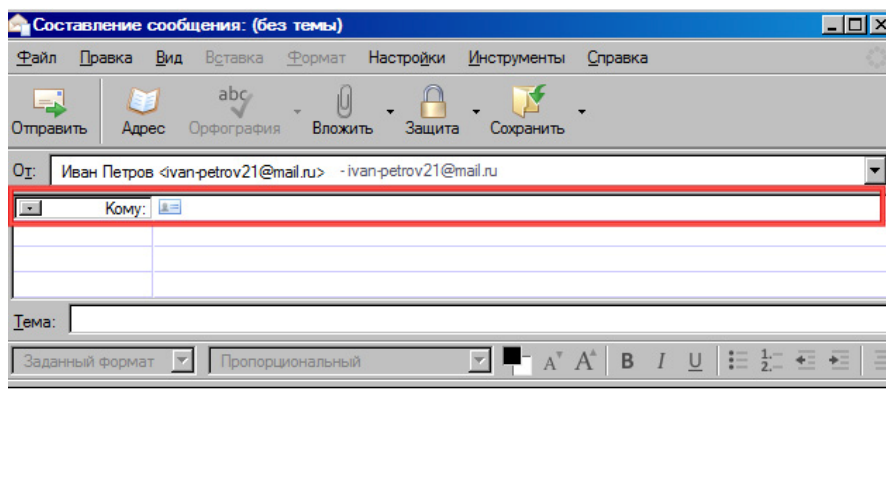 Составление сообщения: (без темы)
Файл Правка Вид Вставка Формат Настройки Инструменты Справка
abc
Отправить Адрес Орфография Вложить Защита Сохранить
От: Иван Петров <ivan-petrov21@mail.ru> - ivan-petrov21@mail.ru
Кому:
Тема:
Заданный формат Пропорциональный A A B I U